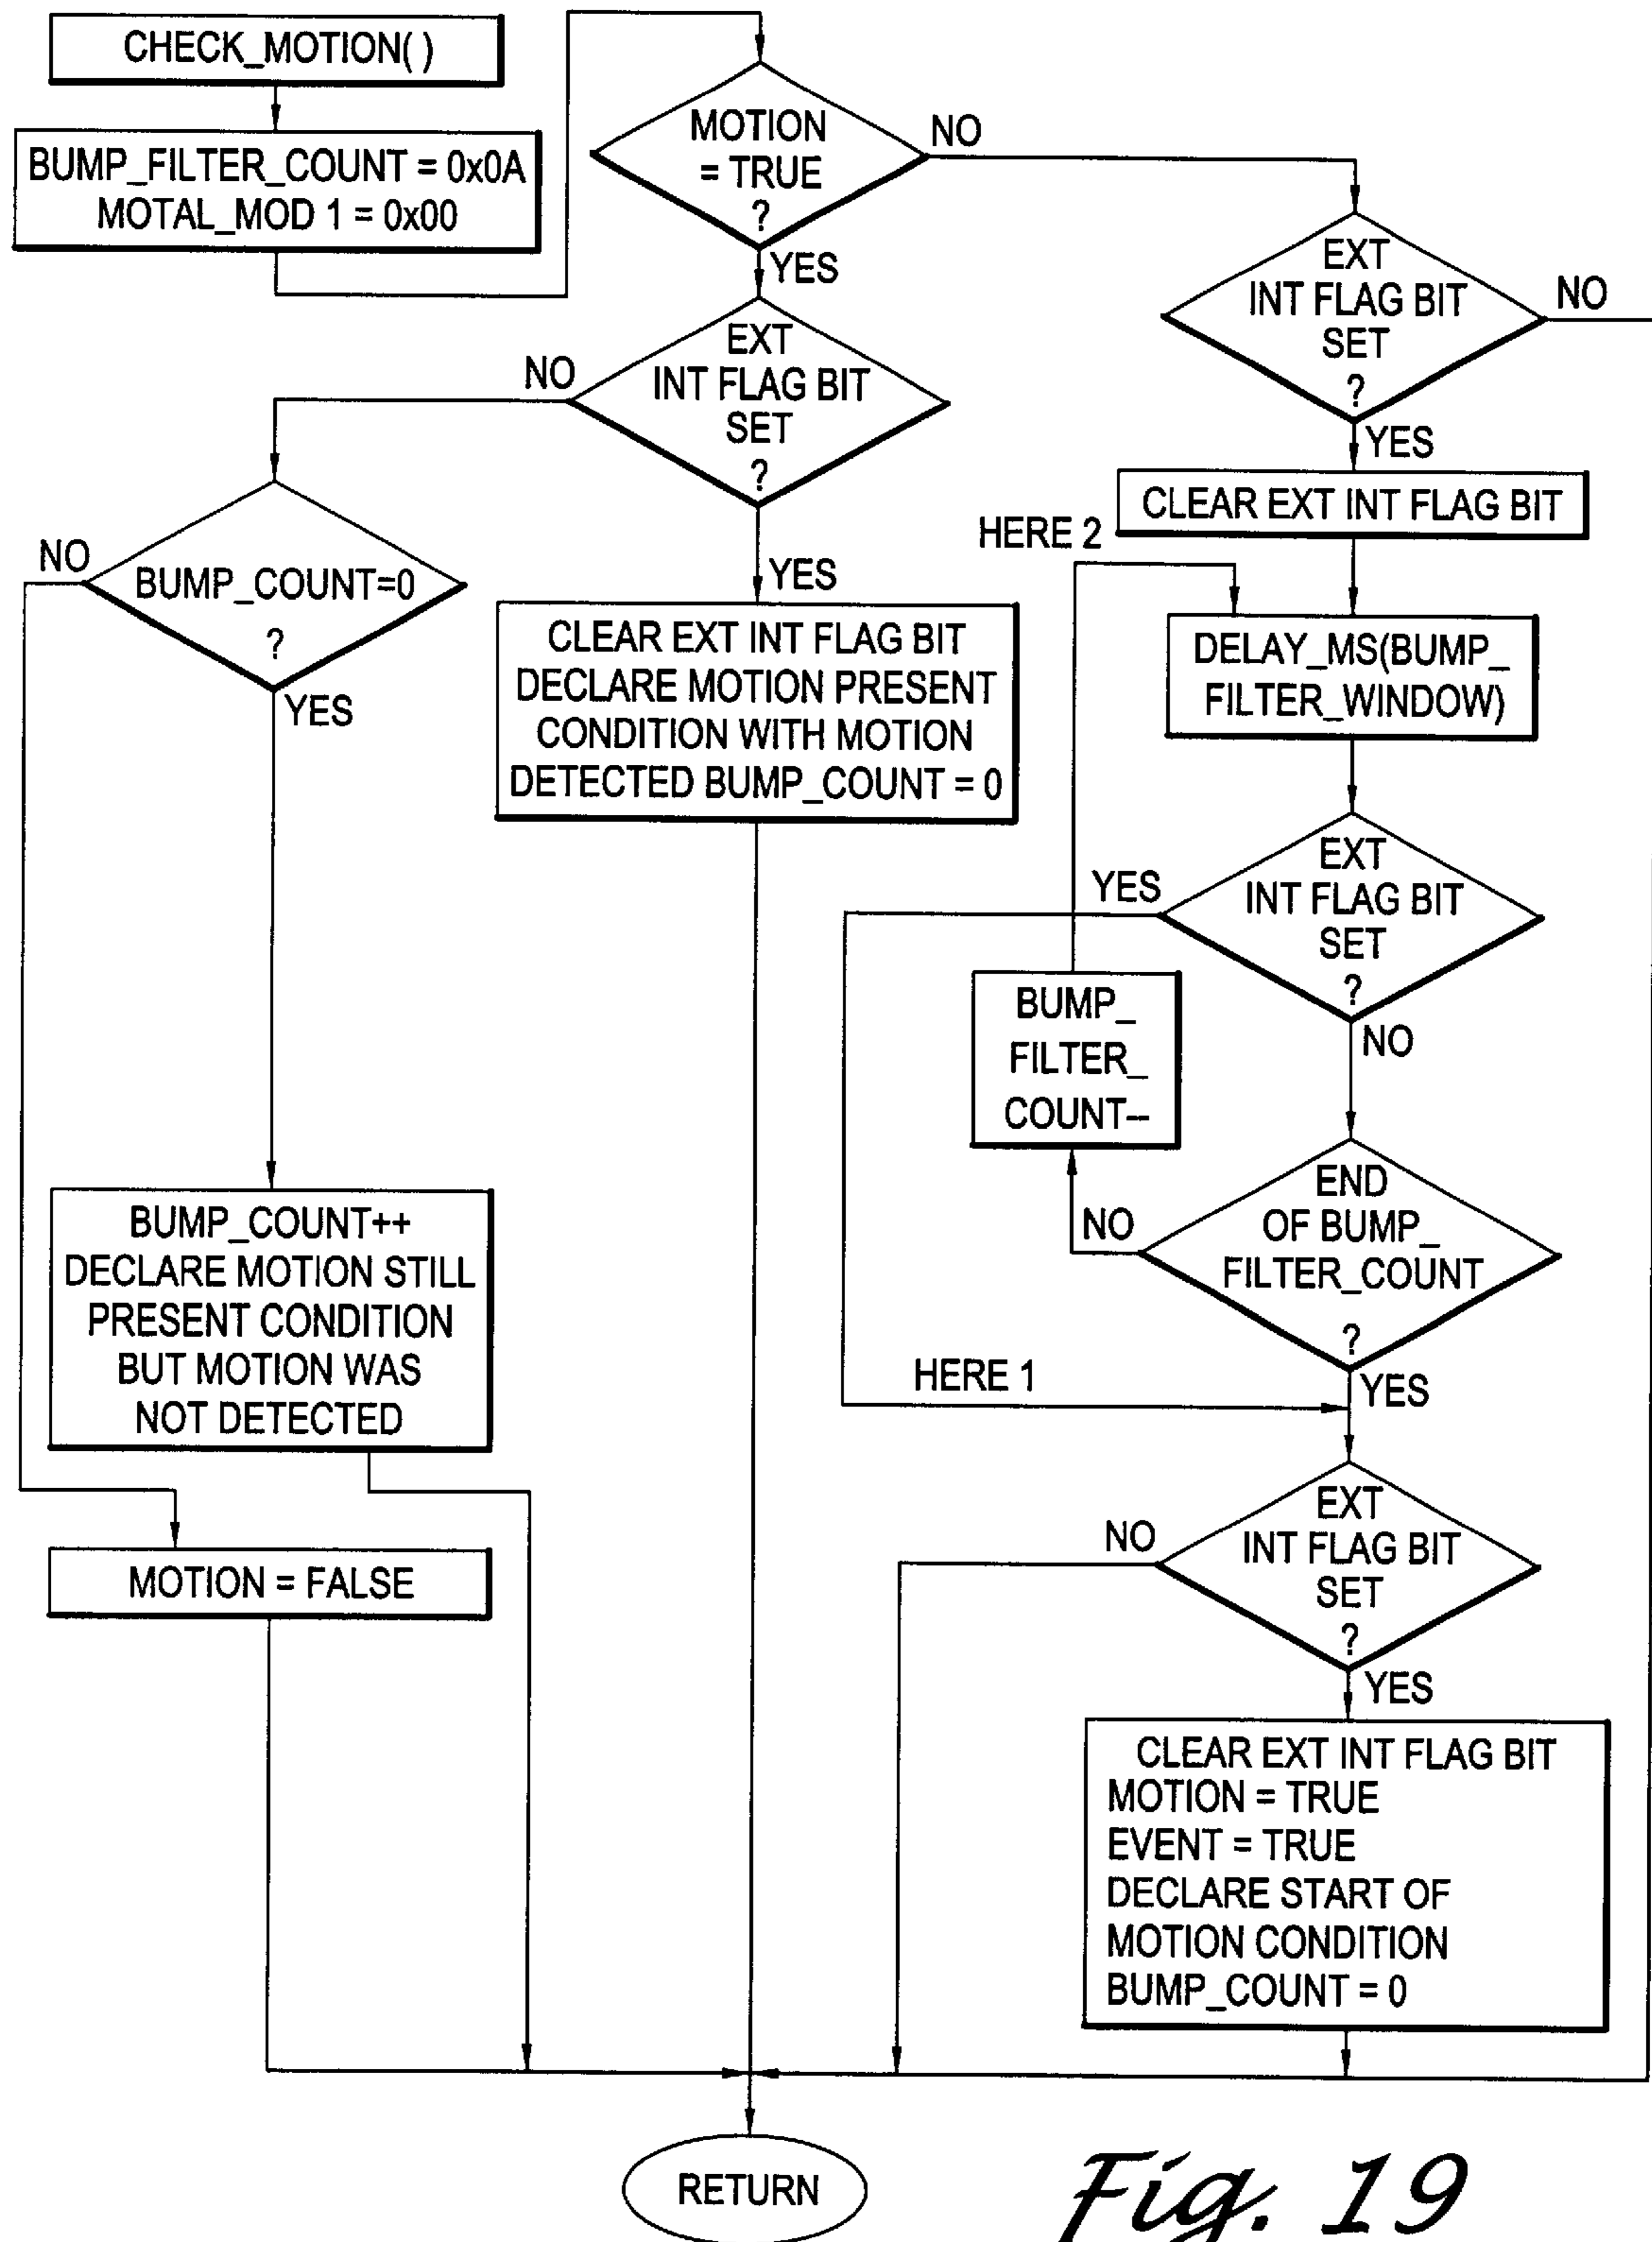 CHECK_MOTION( )
BUMP_FILTER_COUNT = 0x0A
MOTAL_MOD 1 = 0x00
MOTION
= TRUE
?
NO
YES
EXT
INT FLAG BIT
SET
?
NO
YES
EXT
INT FLAG BIT
SET
?
NO
YES
BUMP_COUNT=0
?
NO
YES
CLEAR EXT INT FLAG BIT
DECLARE MOTION PRESENT
CONDITION WITH MOTION
DETECTED BUMP_COUNT = 0
BUMP_COUNT++
DECLARE MOTION STILL
PRESENT CONDITION
BUT MOTION WAS
NOT DETECTED
MOTION = FALSE
CLEAR EXT INT FLAG BIT
HERE 2
DELAY_MS(BUMP_
FILTER_WINDOW)
EXT
INT FLAG BIT
SET
?
YES
NO
BUMP_
FILTER_
COUNT--
END
OF BUMP_
FILTER_COUNT
?
NO
YES
HERE 1
EXT
INT FLAG BIT
SET
?
NO
YES
CLEAR EXT INT FLAG BIT
MOTION = TRUE
EVENT = TRUE
DECLARE START OF
MOTION CONDITION
BUMP_COUNT = 0
RETURN
Fig. 19